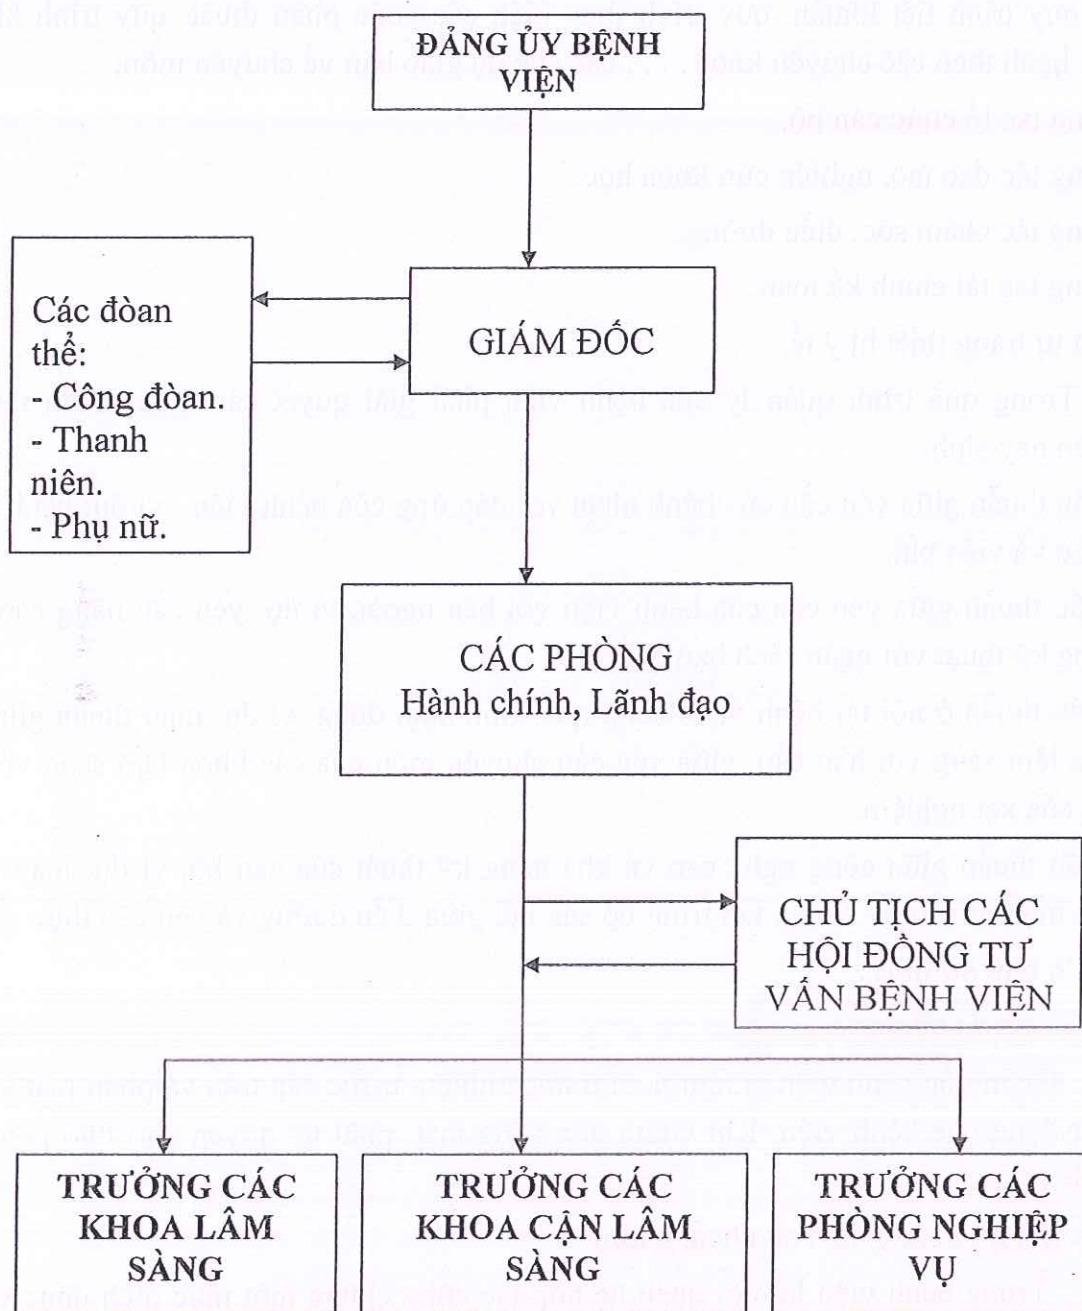 ĐẢNG ỦY BỆNH
VIỆN
Các đòan
thể:
- Công đòan.
- Thanh
niên.
- Phụ nữ.
GIÁM ĐỐC
CÁC PHÒNG
Hành chính, Lãnh đạo
CHỦ TỊCH CÁC
HỘI ĐỒNG TƯ
VẤN BỆNH VIỆN
TRƯỞNG CÁC
KHOA LÂM
SÀNG
TRƯỞNG CÁC
KHOA CẬN LÂM
SÀNG
TRƯỞNG CÁC
PHÒNG NGHIỆP
VỤ